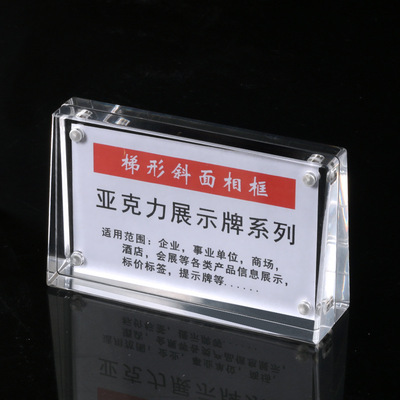 梯形斜面相框
亚克力展示牌系列
适用范围：企业，事业单位，商场，
酒店，会展等各类产品信息展示，
标价标签，提示牌等......